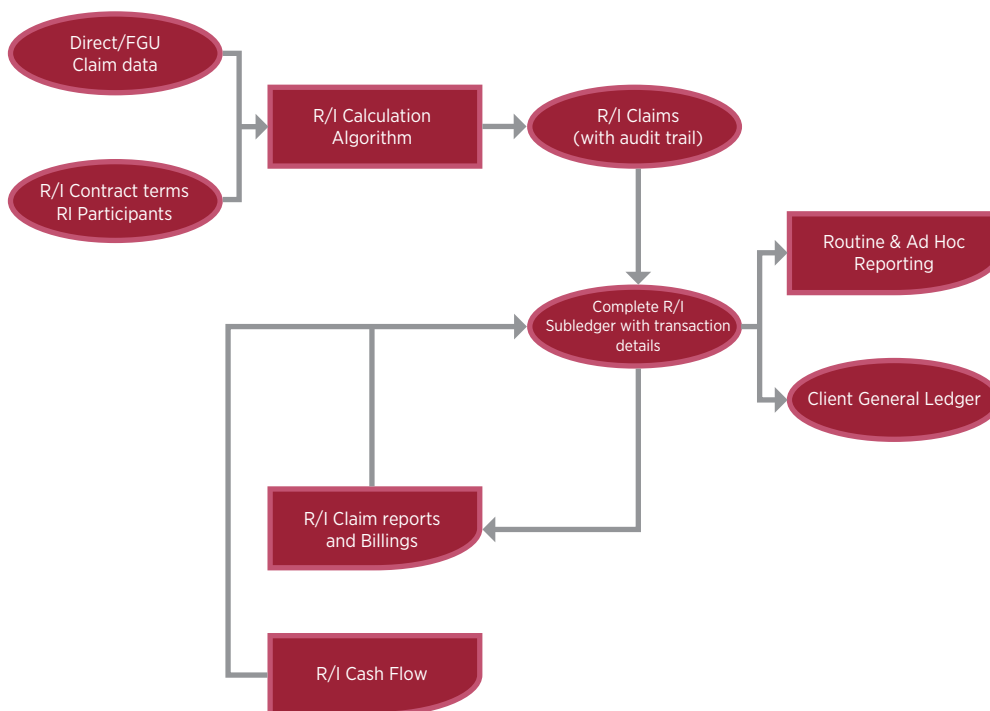 Direct/FGU
Claim data
R/I Calculation
Algorithm
R/I Claims
(with audit trail)
R/I Contract terms
RI Participants
Routine & Ad Hoc
Reporting
Complete R/I
Subledger with transaction
details
Client General Ledger
R/I Claim reports
and Billings
R/I Cash Flow